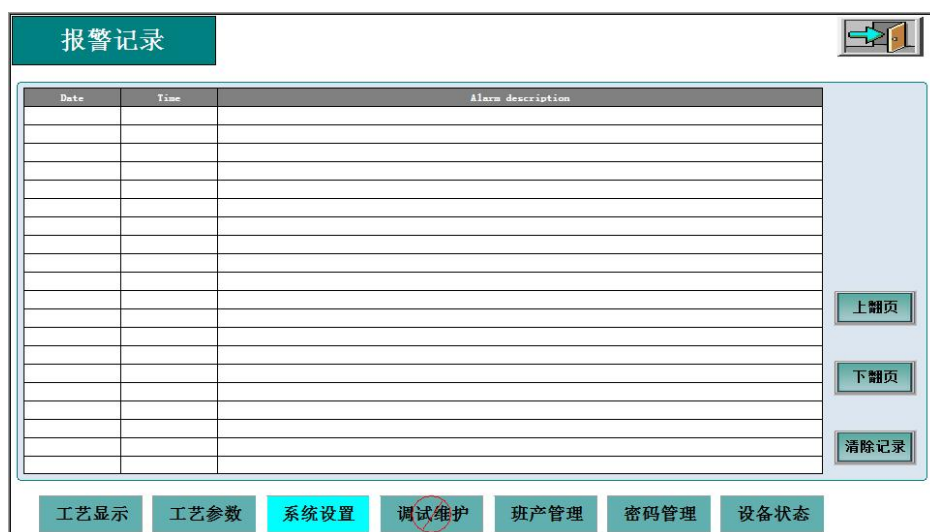 报警记录
Date Time Alarm description
上翻页
下翻页
清除记录
工艺显示 工艺参数 系统设置 调试维护 班产管理 密码管理 设备状态